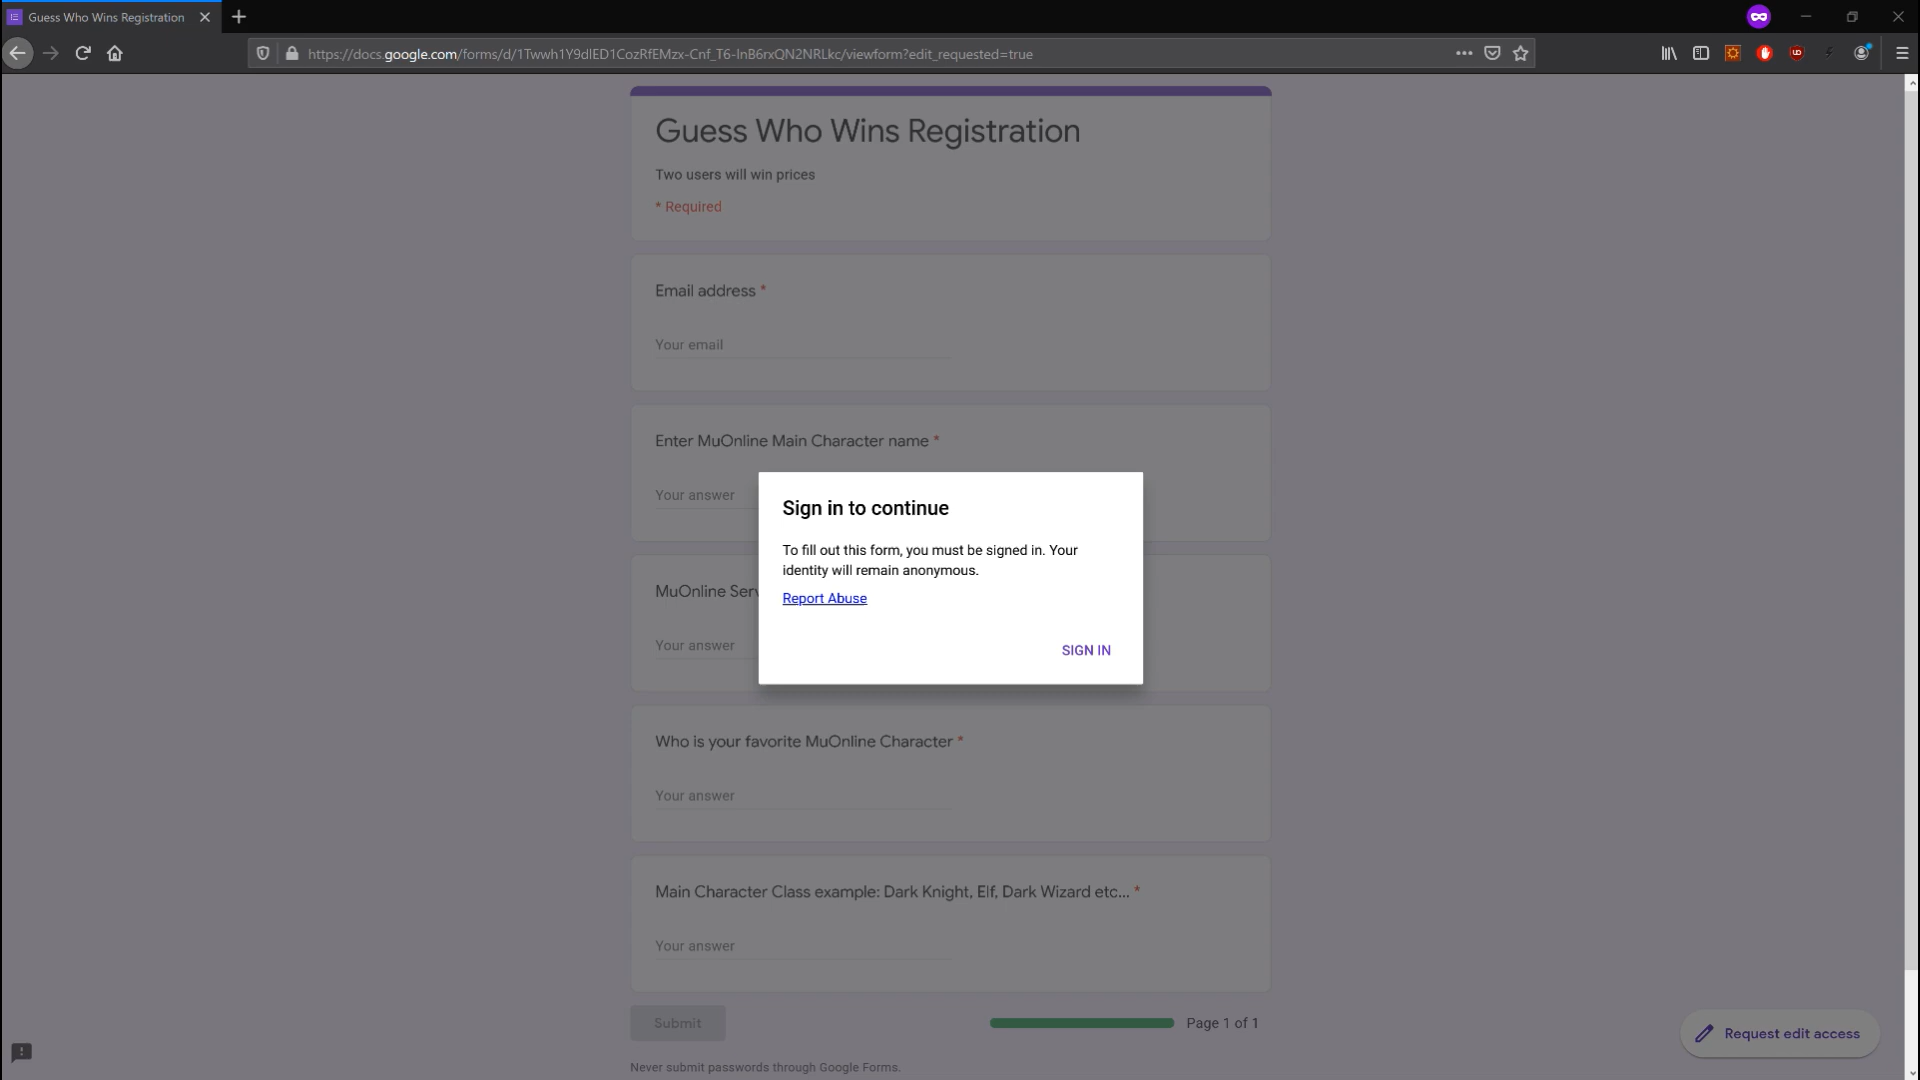 Guess Who Wins Registration
https://docs.google.com/forms/d/1Twwh1Y9dlED1CozRfEMzx-Cnf_T6-lnB6rxQN2NRLkc/viewform?edit_requested=true
Guess Who Wins Registration
Two users will win prices
* Required
Email address *
Your email
Enter MuOnline Main Character name *
Your answer
Sign in to continue
To fill out this form, you must be signed in. Your
identity will remain anonymous.
Report Abuse
SIGN IN
MuOnline Serv
Your answer
Who is your favorite MuOnline Character *
Your answer
Main Character Class example: Dark Knight, Elf, Dark Wizard etc... *
Your answer
Submit
Page 1 of 1
Request edit access
Never submit passwords through Google Forms.